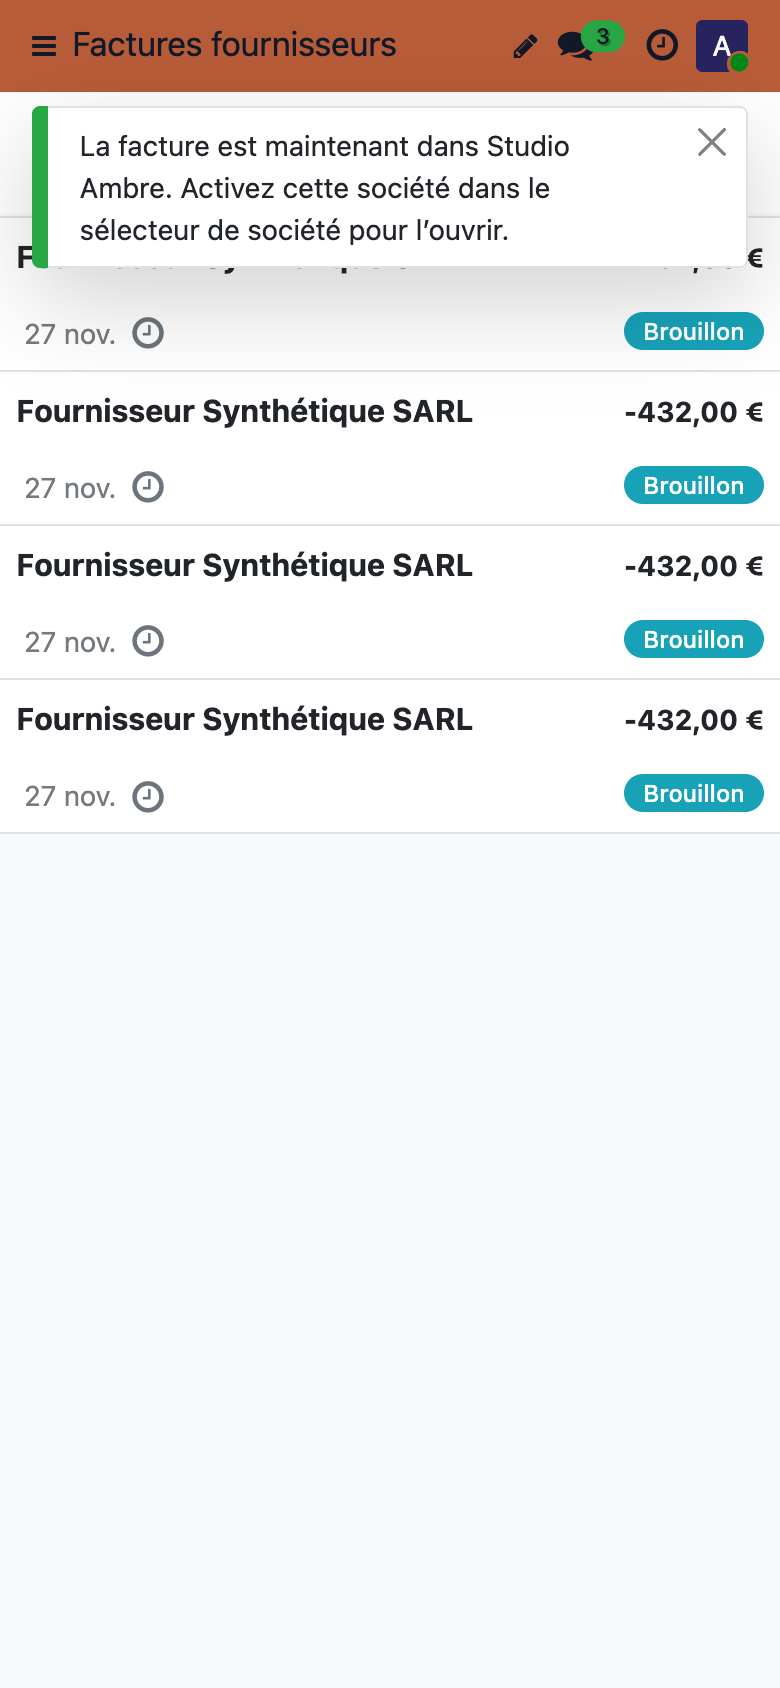 Factures fournisseurs
3
A
La facture est maintenant dans Studio
Ambre. Activez cette société dans le
sélecteur de société pour l’ouvrir.
€
27 nov.
Brouillon
Fournisseur Synthétique SARL
-432,00 €
27 nov.
Brouillon
Fournisseur Synthétique SARL
-432,00 €
27 nov.
Brouillon
Fournisseur Synthétique SARL
-432,00 €
27 nov.
Brouillon